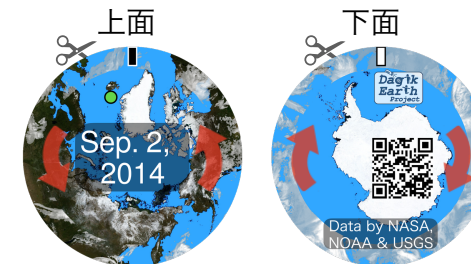 上面
下面
Sep. 2,
2014
Dagik
Earth
Project
Data by NASA,
NOAA & USGS